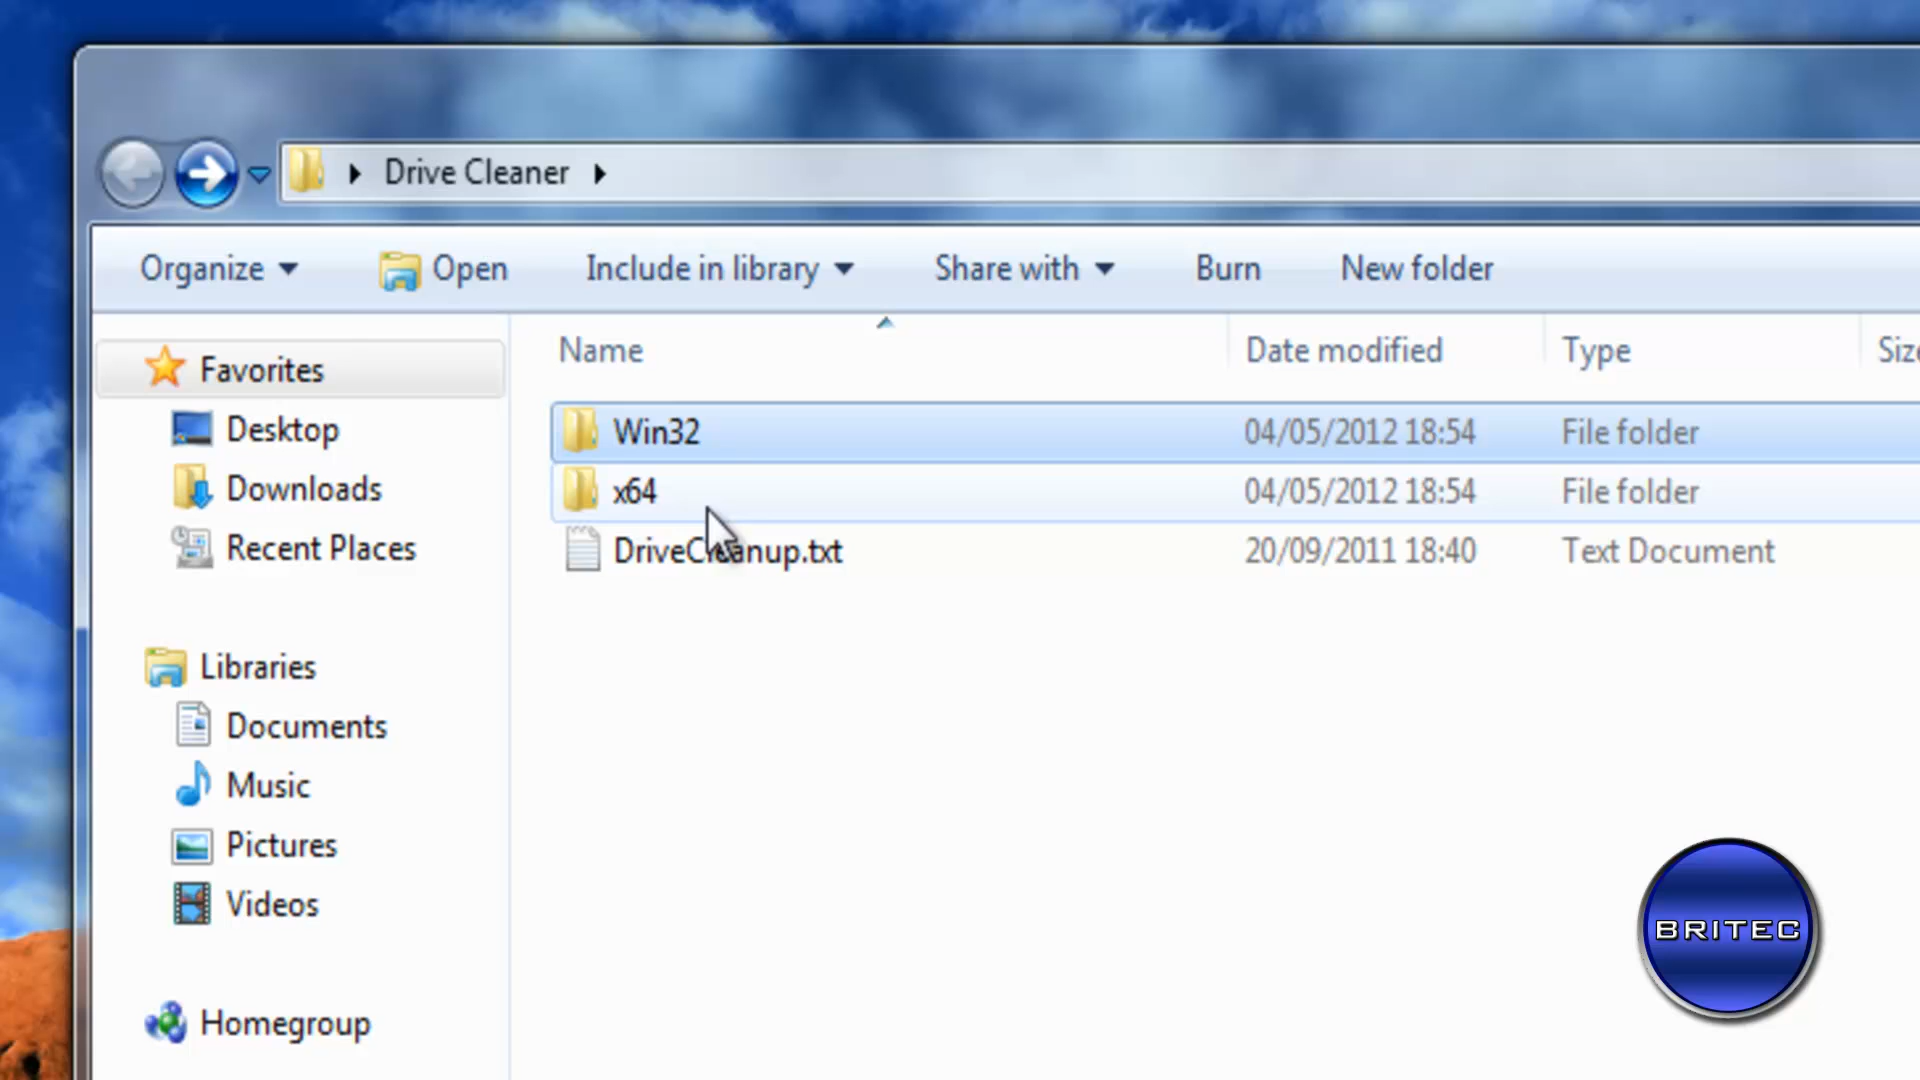 Drive Cleaner
Organize Open Include in library Share with Burn New folder
Name Date modified Type
Favorites
Desktop
Downloads
Recent Places
Libraries
Documents
Music
Pictures
Videos
Homegroup
Win32 04/05/2012 18:54 File folder
x64 04/05/2012 18:54 File folder
DriveCleanup.txt 20/09/2011 18:40 Text Document
BRITEC